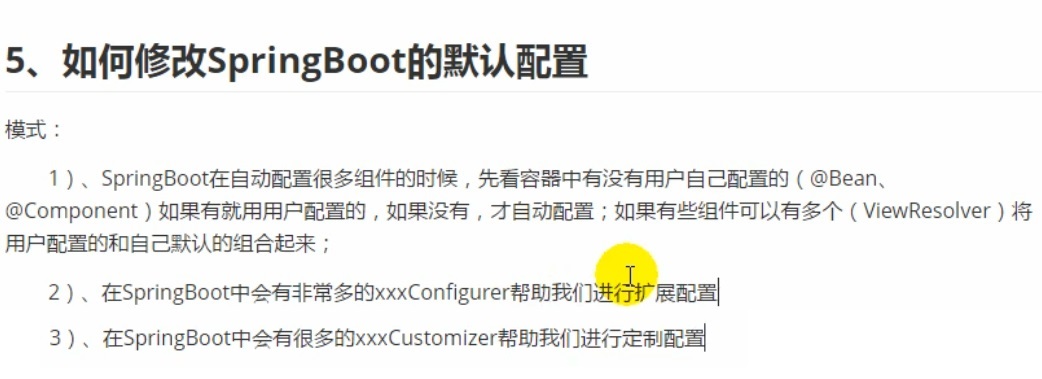 5、如何修改SpringBoot的默认配置
模式：
1）、SpringBoot在自动配置很多组件的时候，先看容器中有没有用户自己配置的（@Bean、
@Component）如果有就用用户配置的，如果没有，才自动配置；如果有些组件可以有多个（ViewResolver）将
用户配置的和自己默认的组合起来；
2）、在SpringBoot中会有非常多的xxxConfigurer帮助我们进行扩展配置
3）、在SpringBoot中会有很多的xxxCustomizer帮助我们进行定制配置